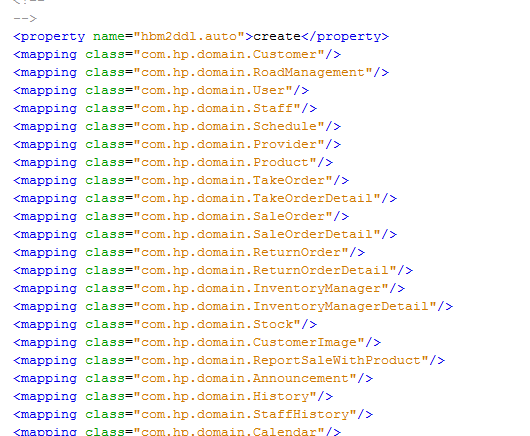 <!--
-->
<property name="hbm2ddl.auto">create</property>
<mapping class="com.hp.domain.Customer"/>
<mapping class="com.hp.domain.RoadManagement"/>
<mapping class="com.hp.domain.User"/>
<mapping class="com.hp.domain.Staff"/>
<mapping class="com.hp.domain.Schedule"/>
<mapping class="com.hp.domain.Provider"/>
<mapping class="com.hp.domain.Product"/>
<mapping class="com.hp.domain.TakeOrder"/>
<mapping class="com.hp.domain.TakeOrderDetail"/>
<mapping class="com.hp.domain.SaleOrder"/>
<mapping class="com.hp.domain.SaleOrderDetail"/>
<mapping class="com.hp.domain.ReturnOrder"/>
<mapping class="com.hp.domain.ReturnOrderDetail"/>
<mapping class="com.hp.domain.InventoryManager"/>
<mapping class="com.hp.domain.InventoryManagerDetail"/>
<mapping class="com.hp.domain.Stock"/>
<mapping class="com.hp.domain.CustomerImage"/>
<mapping class="com.hp.domain.ReportSaleWithProduct"/>
<mapping class="com.hp.domain.Announcement"/>
<mapping class="com.hp.domain.History"/>
<mapping class="com.hp.domain.StaffHistory"/>
<mapping class="com.hp.domain.Calendar"/>